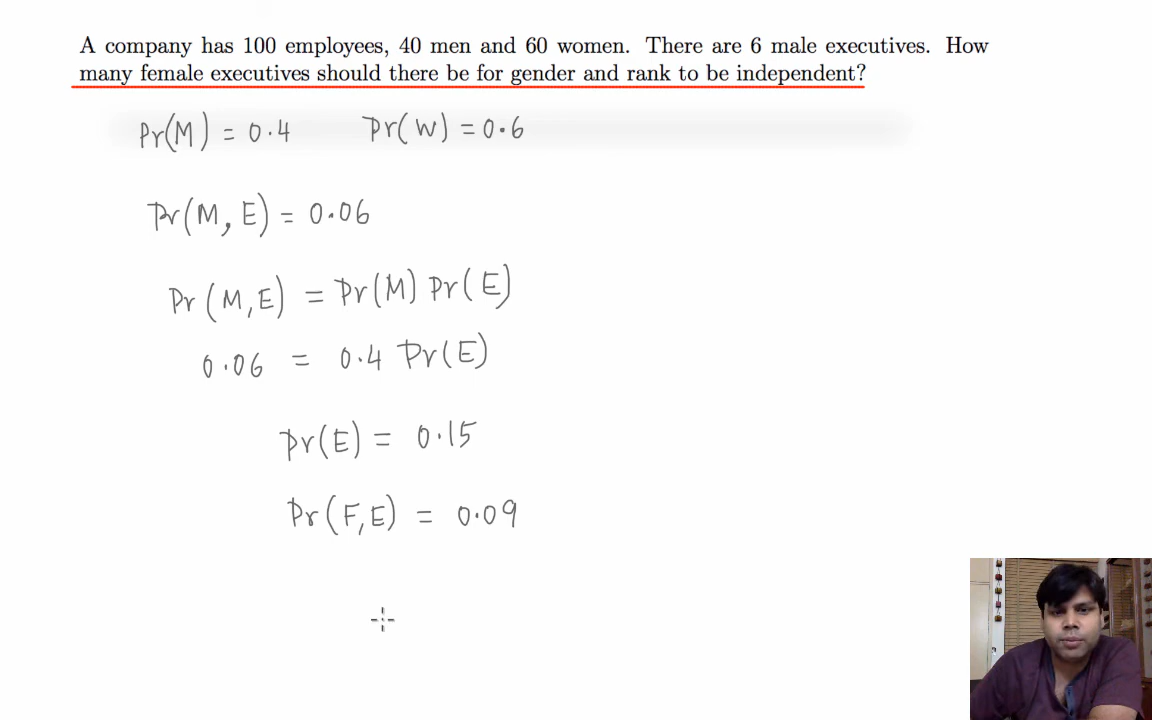 A company has 100 employees, 40 men and 60 women. There are 6 male executives. How
many female executives should there be for gender and rank to be independent?
Pr(M) = 0.4 Pr(W) = 0.6
Pr(M, E) = 0.06
Pr(M,E) = Pr(M) Pr(E)
0.06 = 0.4 Pr(E)
Pr(E) = 0.15
Pr(F,E) = 0.09